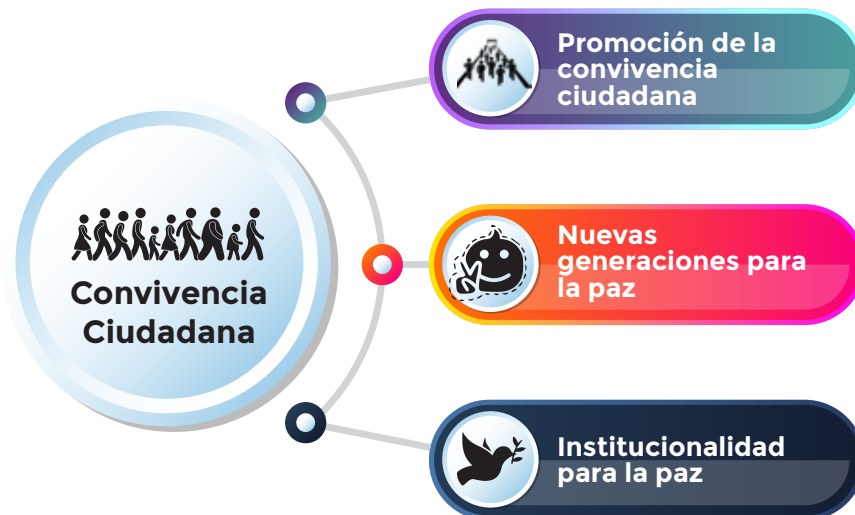 Convivencia
Ciudadana
Promoción de la
convivencia
ciudadana
Nuevas
generaciones para
la paz
Institucionalidad
para la paz